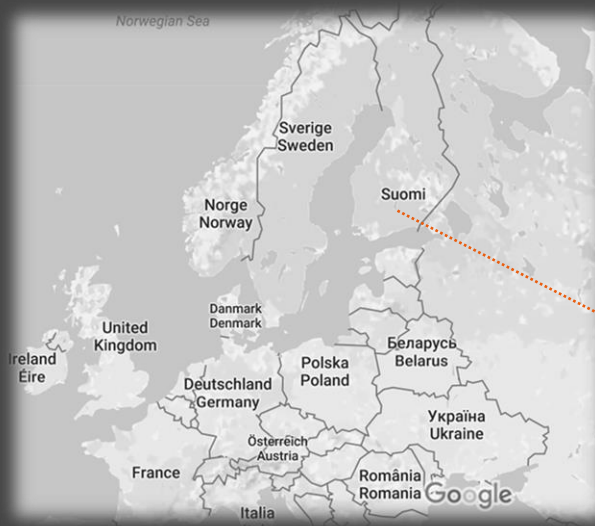 Norwegian Sea
Sverige
Sweden
Suomi
Norge
Norway
Danmark
Denmark
United
Kingdom
Ireland
Éire
Беларусь
Belarus
Polska
Poland
Deutschland
Germany
Україна
Ukraine
Österreich
Austria
France
România
Romania
Google
Italia